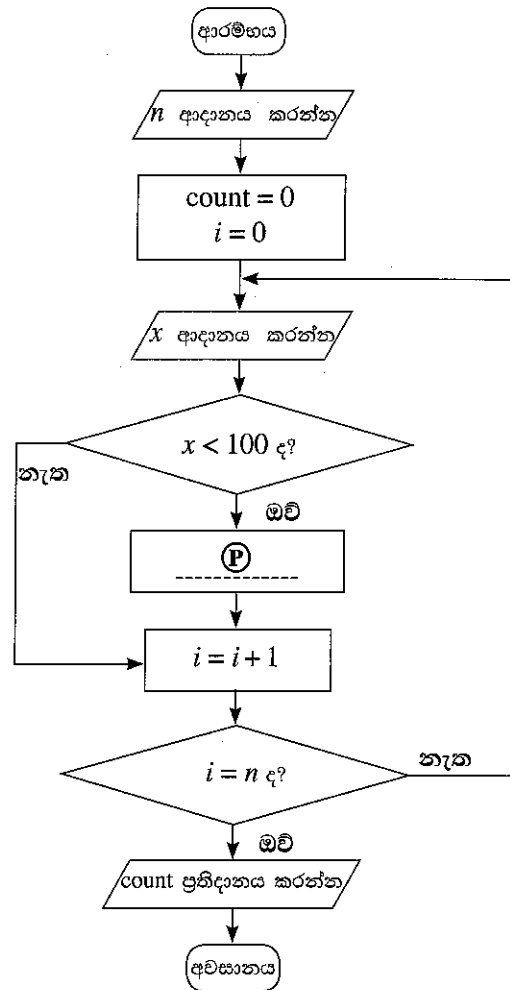 ආරම්භය
n ආදානය කරන්න
count = 0
i = 0
x ආදානය කරන්න
x < 100 ද?
නැත
ඔව්
P
i = i + 1
i = n ද?
නැත
ඔව්
count ප්‍රතිදානය කරන්න
අවසානය